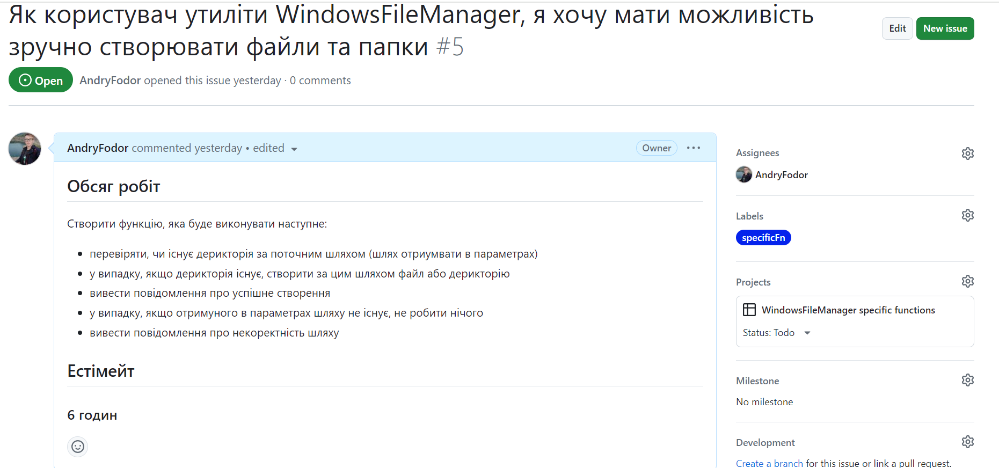 Як користувач утиліти WindowsFileManager, я хочу мати можливість
зручно створювати файли та папки #5
Edit
New issue
Open
AndryFodor opened this issue yesterday · 0 comments
AndryFodor commented yesterday • edited
Owner
Обсяг робіт
Створити функцію, яка буде виконувати наступне:
• перевіряти, чи існує дерикторія за поточним шляхом (шлях отриумвати в параметрах)
• у випадку, якщо дерикторія існує, створити за цим шляхом файл або дерикторію
• вивести повідомлення про успішне створення
• у випадку, якщо отримуного в параметрах шляху не існує, не робити нічого
• вивести повідомлення про некоректність шляху
Естімейт
6 годин
Assignees
AndryFodor
Labels
specificFn
Projects
WindowsFileManager specific functions
Status: Todo
Milestone
No milestone
Development
Create a branch for this issue or link a pull request.